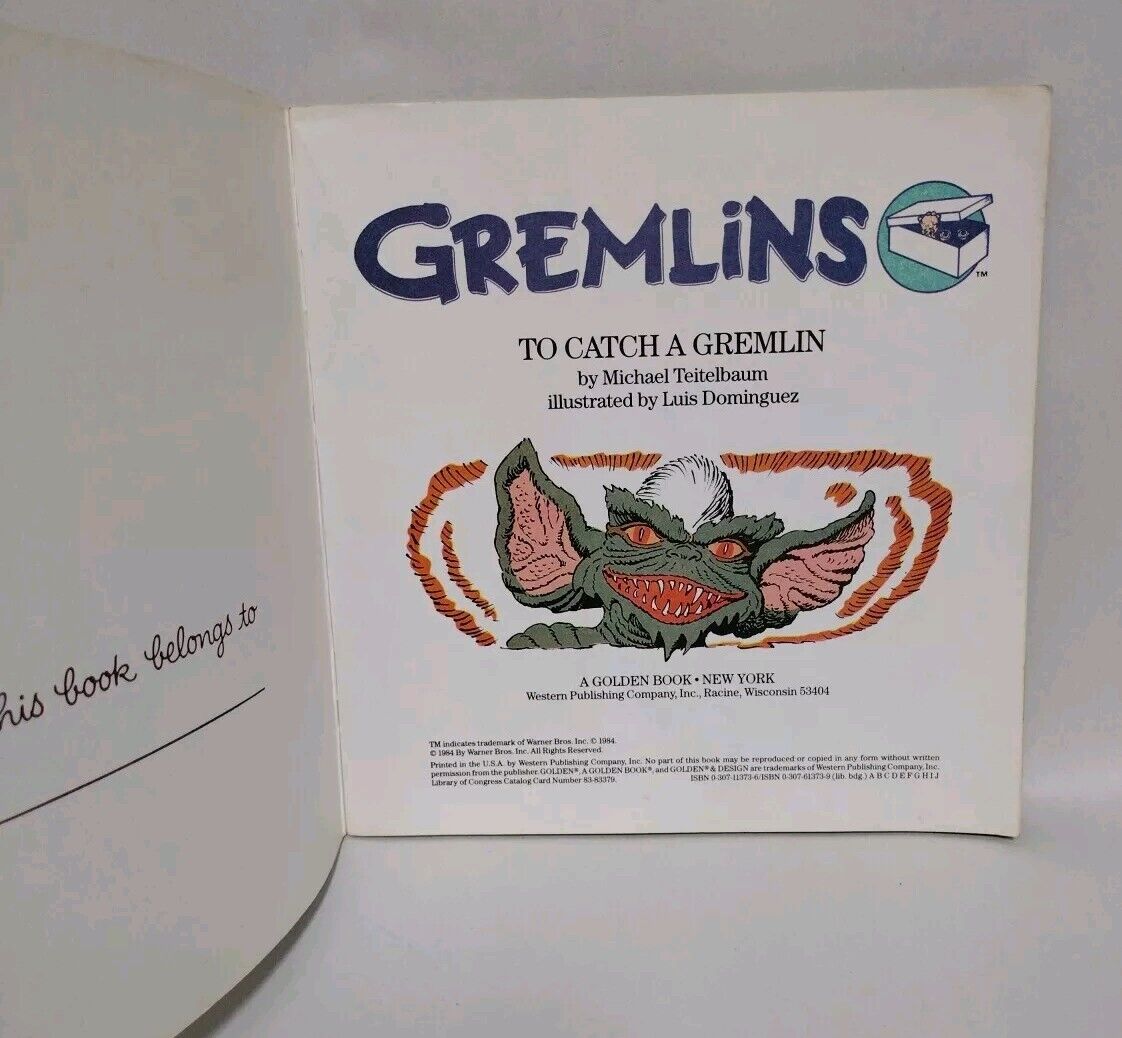 his book belongs to
GREMLiNS
TM
TO CATCH A GREMLIN
by Michael Teitelbaum
illustrated by Luis Dominguez
A GOLDEN BOOK • NEW YORK
Western Publishing Company, Inc., Racine, Wisconsin 53404
TM indicates trademark of Warner Bros. Inc. © 1984.
© 1984 By Warner Bros. Inc. All Rights Reserved.
Printed in the U.S.A. by Western Publishing Company, Inc. No part of this book may be reproduced or copied in any form without written
permission from the publisher. GOLDEN®, A GOLDEN BOOK®, and GOLDEN® & DESIGN are trademarks of Western Publishing Company, Inc.
Library of Congress Catalog Card Number 83-83379. ISBN 0-307-11373-6/ISBN 0-307-61373-9 (lib. bdg.) A B C D E F G H I J